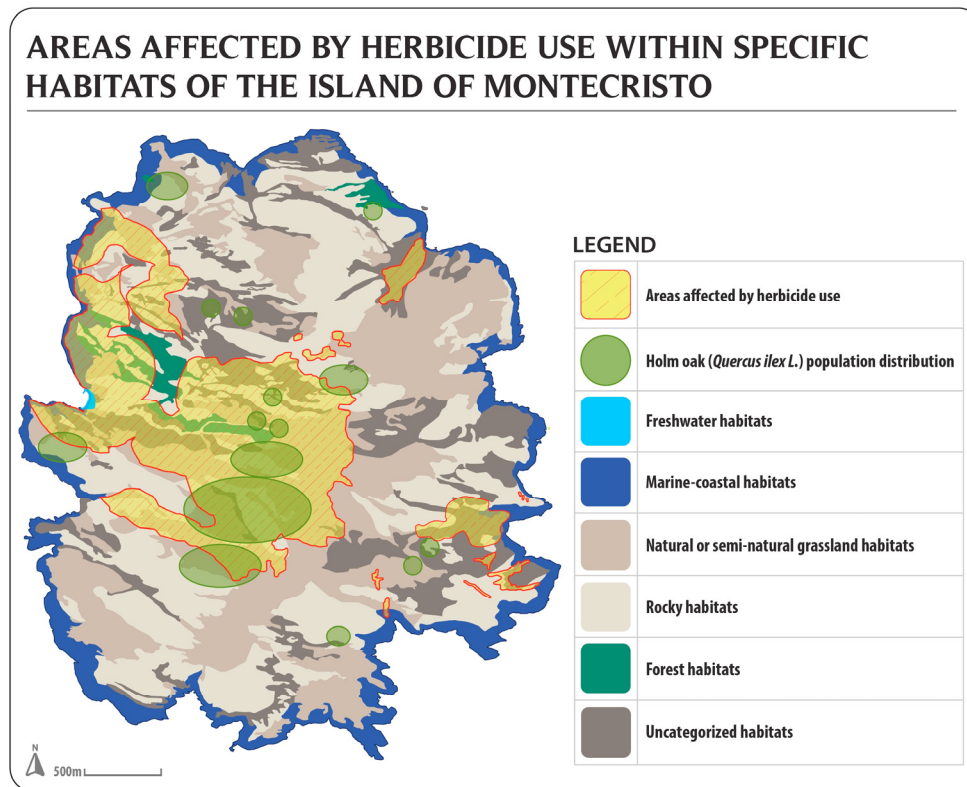 AREAS AFFECTED BY HERBICIDE USE WITHIN SPECIFIC
HABITATS OF THE ISLAND OF MONTECRISTO
LEGEND
Areas affected by herbicide use
Holm oak (Quercus ilex L.) population distribution
Freshwater habitats
Marine-coastal habitats
Natural or semi-natural grassland habitats
Rocky habitats
Forest habitats
Uncategorized habitats
N
500m